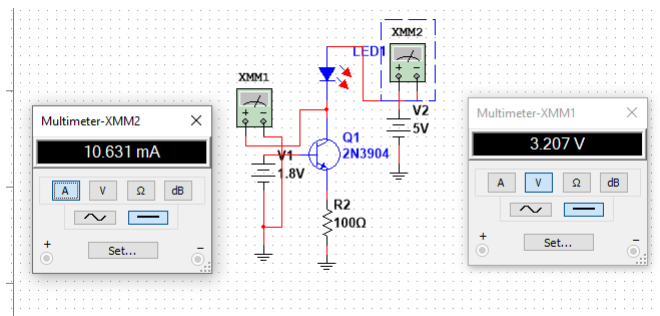 XMM2
LED1
XMM1
Multimeter-XMM2
10.631 mA
A V Ω dB
+ Set... -
V2
5V
Q1
2N3904
V1
1.8V
R2
100Ω
Multimeter-XMM1
3.207 V
A V Ω dB
+ Set... -